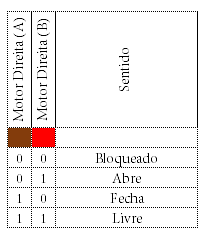 Motor Direita (A) Motor Direita (B) Sentido
0 0 Bloqueado
0 1 Abre
1 0 Fecha
1 1 Livre